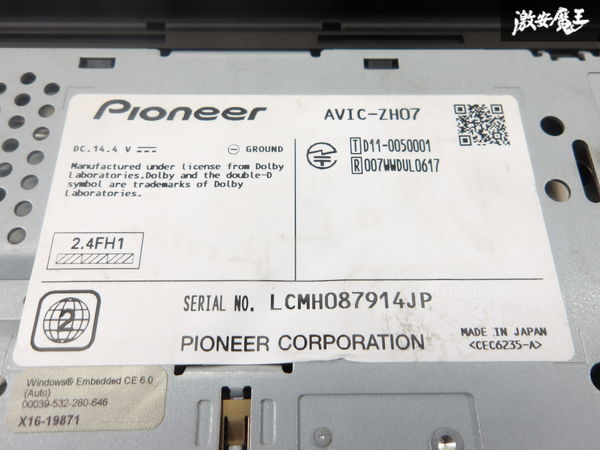 激安魔王
Pioneer
AVIC-ZH07
DC.14.4 V
⊖ GROUND
Manufactured under license from Dolby
Laboratories.Dolby and the double-D
symbol are trademarks of Dolby
Laboratories.
T D11-0050001
R 007WWDUL0617
2.4FH1
2
SERIAL NO. LCMH087914JP
PIONEER CORPORATION
MADE IN JAPAN
<CEC6235-A>
Windows® Embedded CE 6.0
(Auto)
00039-532-280-646
X16-19871